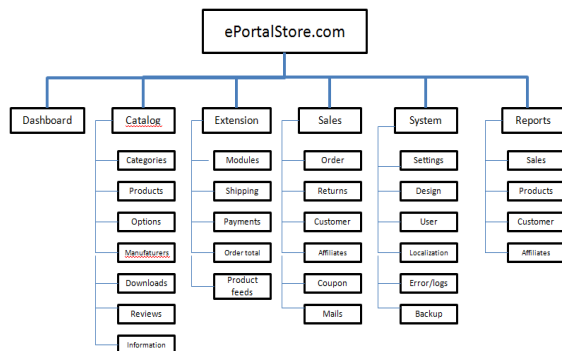 ePortalStore.com
Dashboard
Catalog
Extension
Sales
System
Reports
Categories
Modules
Order
Settings
Sales
Products
Shipping
Returns
Design
Products
Options
Payments
Customer
User
Customer
Manufaturers
Order total
Affiliates
Localization
Affiliates
Downloads
Product
feeds
Coupon
Error/logs
Reviews
Mails
Backup
Information